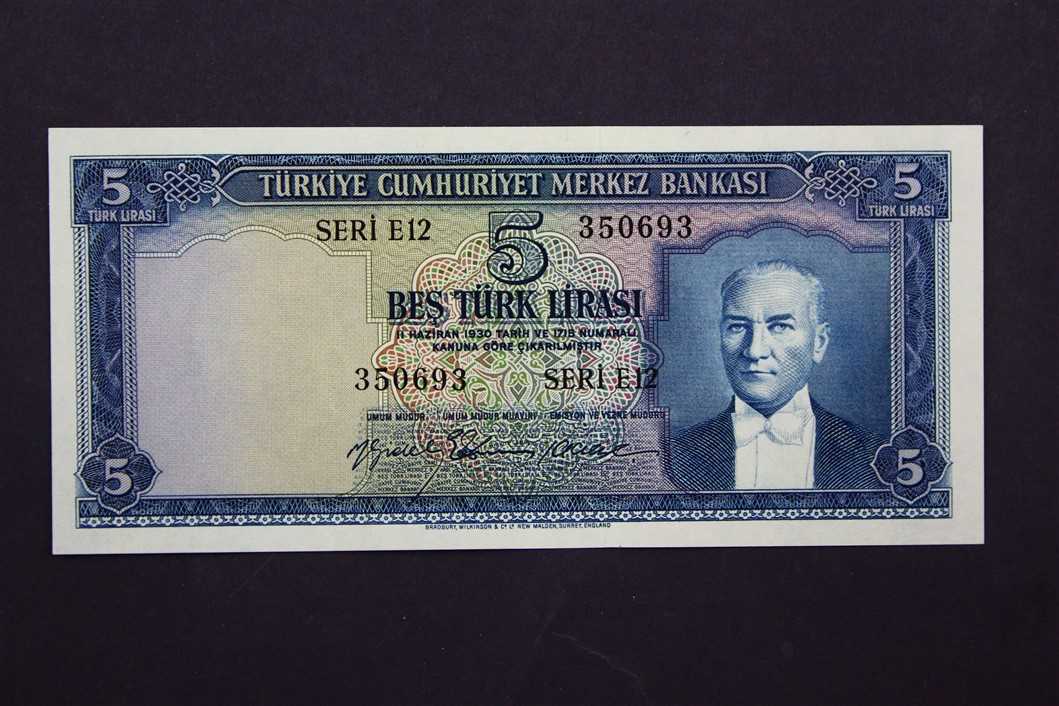 5 TÜRKİYE CUMHURİYET MERKEZ BANKASI 5
TÜRK LİRASI TÜRK LİRASI
SERİ E12 5 350693
BEŞ TÜRK LİRASI
11 HAZİRAN 1930 TARİH VE 1715 NUMARALI
KANUNA GÖRE ÇIKARILMIŞTIR
350693 SERİ E12
UMUM MÜDÜR, UMUM MÜDÜR MUAVİNİ EMİSYON VE VEZNE MÜDÜRÜ
5 5
BRADBURY, WILKINSON & Cº Lᵈ NEW MALDEN, SURREY, ENGLAND